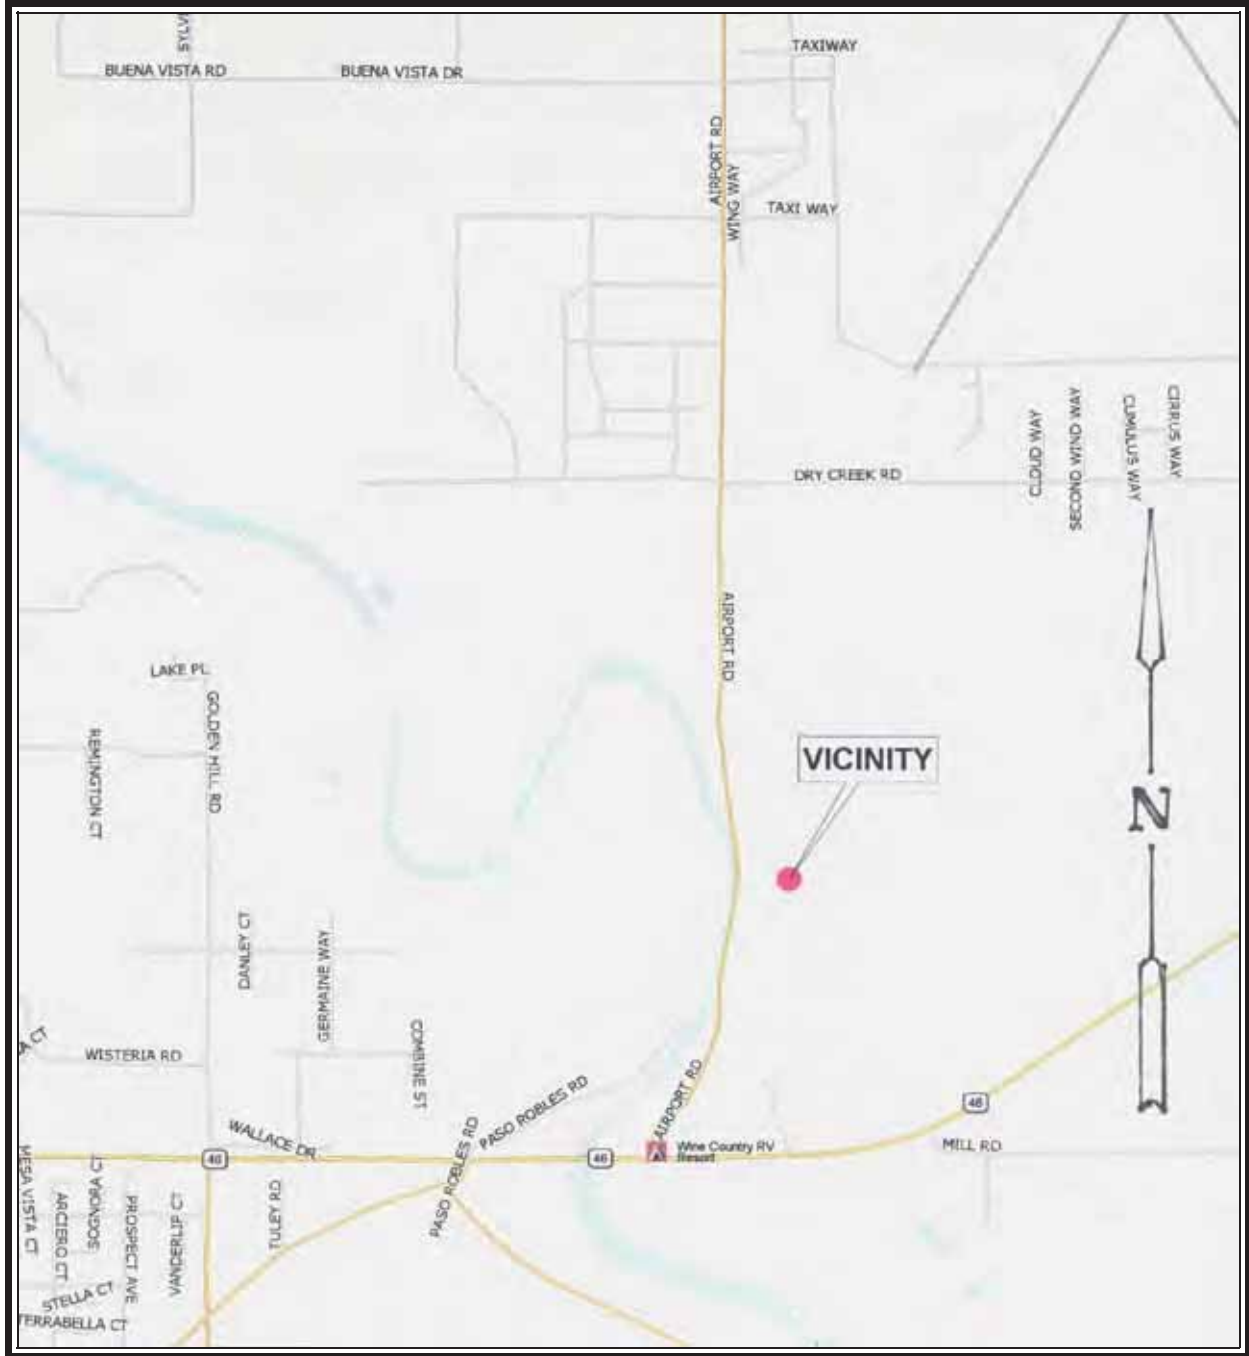 SYLV
TAXIWAY
BUENA VISTA RD
BUENA VISTA DR
AIRPORT RD
WING WAY
TAXI WAY
CIRRUS WAY
CUMULUS WAY
SECOND WIND WAY
CLOUD WAY
DRY CREEK RD
AIRPORT RD
LAKE PL
GOLDEN HILL RD
REMINGTON CT
VICINITY
N
DANLEY CT
GERMAINE WAY
COMBINE ST
A CT
WISTERIA RD
PASO ROBLES RD
AIRPORT RD
46
WALLACE DR
PASO ROBLES RD
Wine Country RV
Resort
MILL RD
46
46
MESA VISTA CT
ARCIERO CT
SOGNORA CT
PROSPECT AVE
VANDERLIP CT
TULEY RD
STELLA CT
TERRABELLA CT